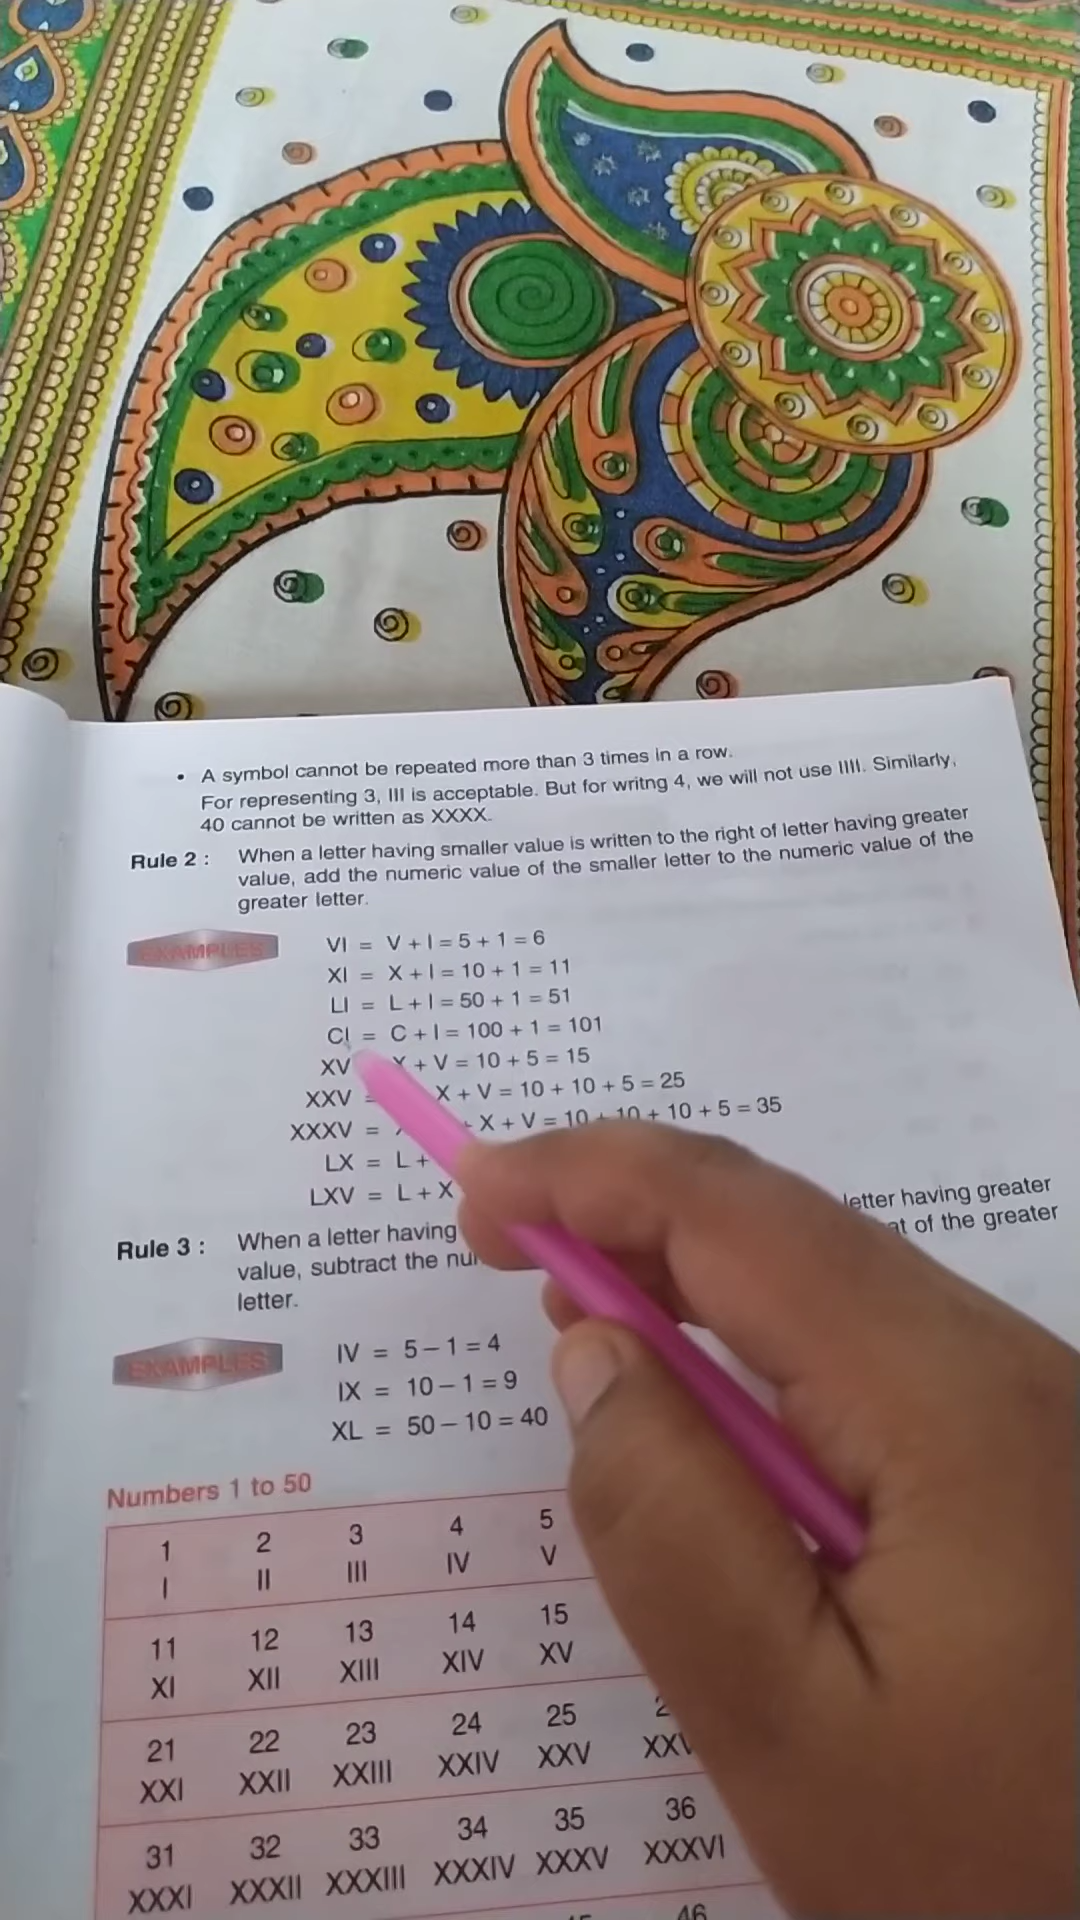 • A symbol cannot be repeated more than 3 times in a row.
For representing 3, III is acceptable. But for writng 4, we will not use IIII. Similarly,
40 cannot be written as XXXX.
Rule 2 : When a letter having smaller value is written to the right of letter having greater
value, add the numeric value of the smaller letter to the numeric value of the
greater letter.
EXAMPLES
VI = V + I = 5 + 1 = 6
XI = X + I = 10 + 1 = 11
LI = L + I = 50 + 1 = 51
CI = C + I = 100 + 1 = 101
XV X + V = 10 + 5 = 15
XXV = X + V = 10 + 10 + 5 = 25
XXXV = X + V = 10 + 10 + 10 + 5 = 35
LX = L +
LXV = L + X
Rule 3 : When a letter having letter having greater
value, subtract the of the greater
letter.
EXAMPLES
IV = 5 – 1 = 4
IX = 10 – 1 = 9
XL = 50 – 10 = 40
Numbers 1 to 50
1 2 3 4 5
I II III IV V
11 12 13 14 15
XI XII XIII XIV XV
21 22 23 24 25
XXI XXII XXIII XXIV XXV
31 32 33 34 35 36
XXXI XXXII XXXIII XXXIV XXXV XXXVI
46